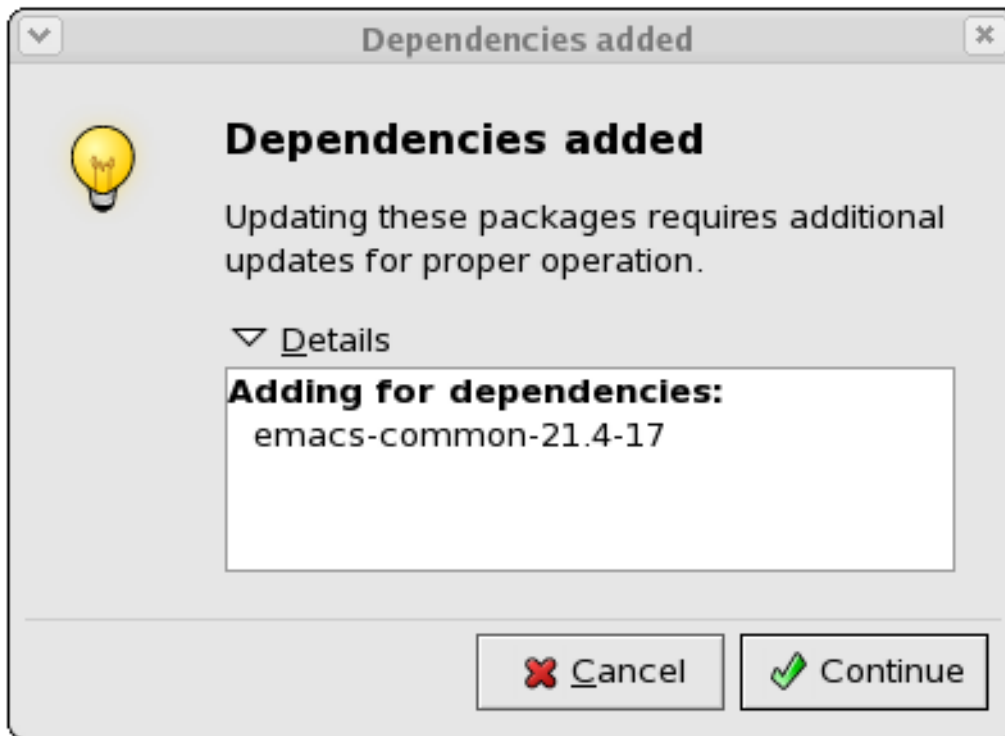 Dependencies added
Dependencies added
Updating these packages requires additional
updates for proper operation.
Details
Adding for dependencies:
emacs-common-21.4-17
Cancel
Continue